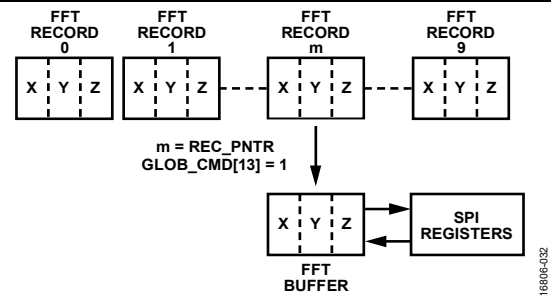 FFT RECORD 0
FFT RECORD 1
FFT RECORD m
FFT RECORD 9
X Y Z
X Y Z
X Y Z
X Y Z
m = REC_PNTR
GLOB_CMD[13] = 1
X Y Z
SPI
REGISTERS
FFT
BUFFER
16806-032